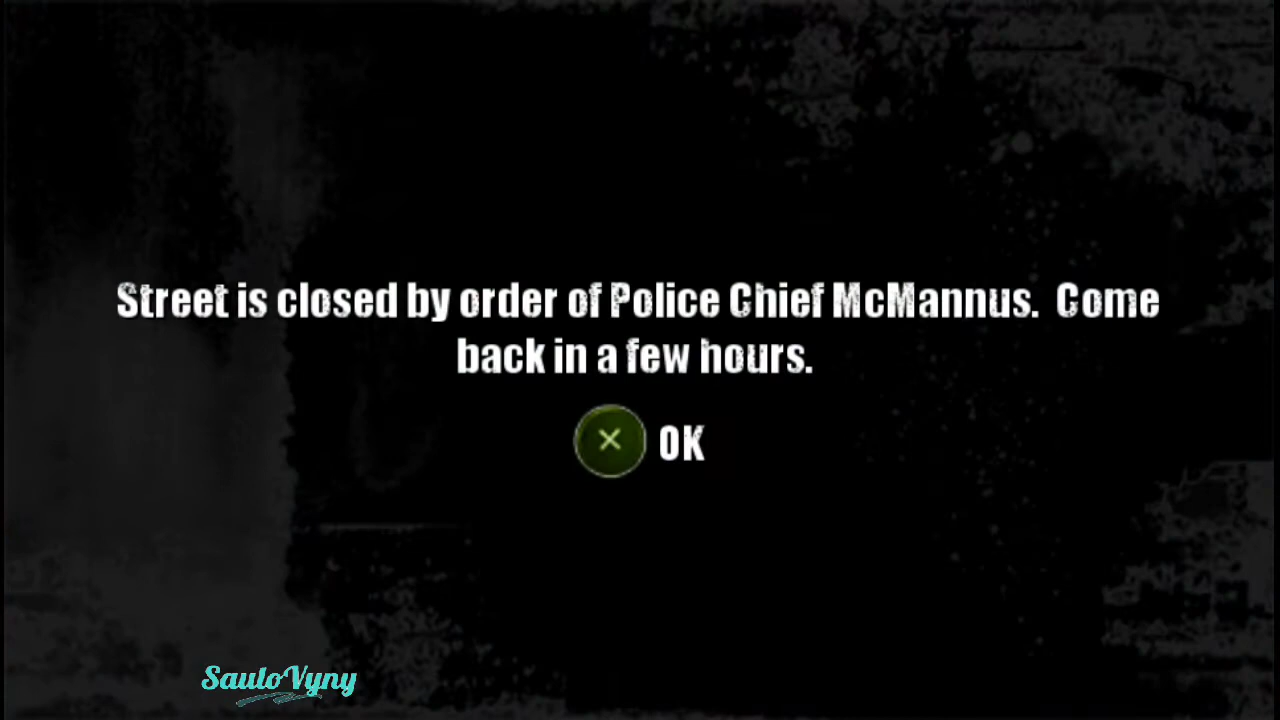 Street is closed by order of Police Chief McMannus.  Come
back in a few hours.
OK
SauloVyny